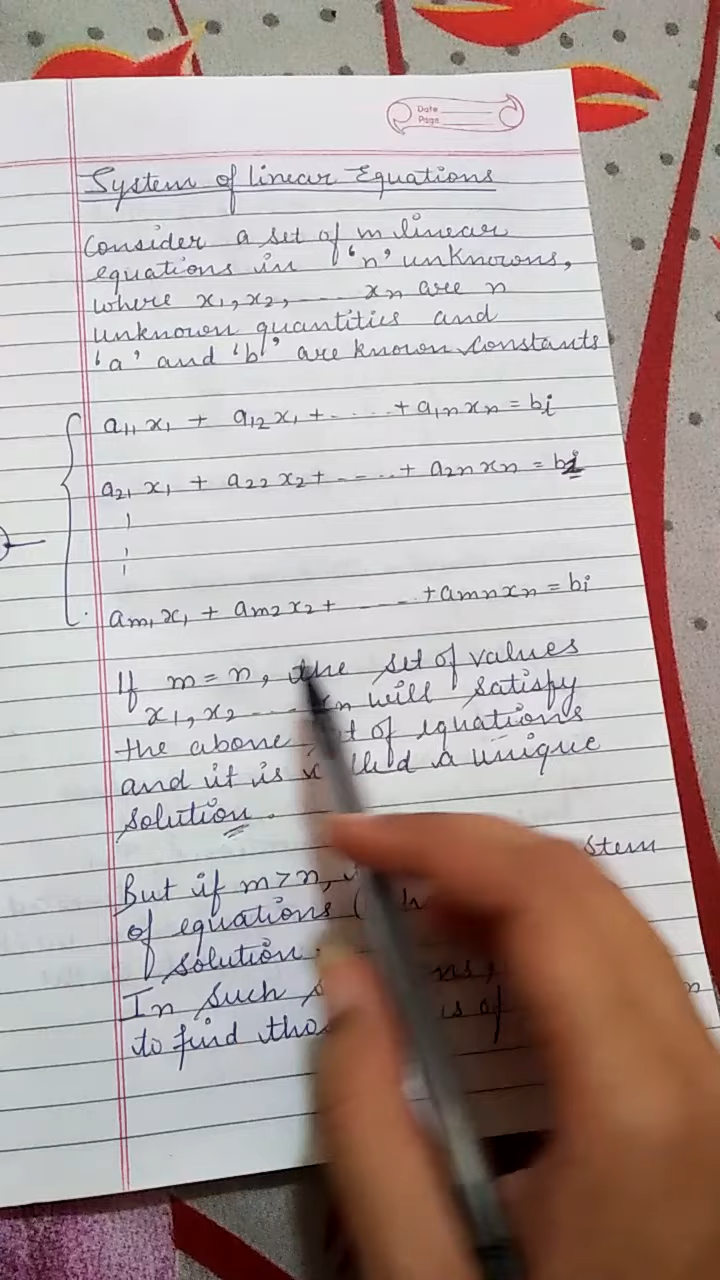 Date
Page
System of linear Equations
Consider a set of m linear
equations in 'n' unknowns,
where x₁, x₂, ..... xn are n
unknown quantities and
'a' and 'b' are known constants
a₁₁ x₁ + a₁₂ x₁ + ..... + a₁n xn = bi
a₂₁ x₁ + a₂₂ x₂ + ..... + a₂n xn =
am₁ x₁ + am₂ x₂ + ..... + amn xn = bi
If m = n, the set of values
x₁, x₂ ... xn will satisfy
the above of equations
and it is a unique
solution.
But if m > n, stem
of equations (
solution.
In such
to find of